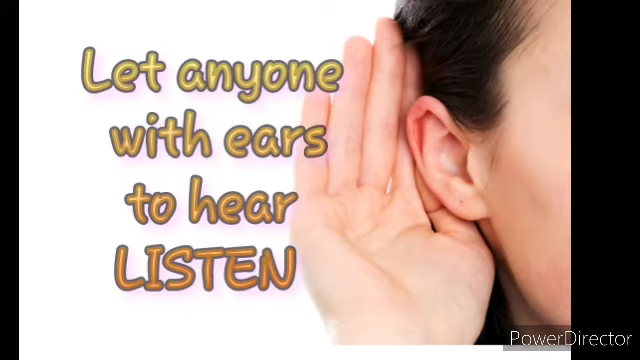 Let anyone
with ears
to hear
LISTEN
PowerDirector